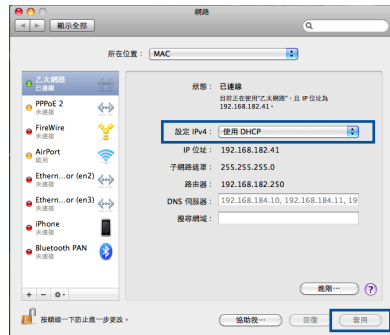 網路
顯示全部
所在位置： MAC
乙太網路
已連線
PPPoE 2
未連接
FireWire
未連接
AirPort
啟用
Ethern...or (en2)
未連接
Ethern...or (en3)
未連接
iPhone
未連接
Bluetooth PAN
未連接
狀態： 已連線
目前正在使用“乙太網路”，且 IP 位址為
192.168.182.41。
設定 IPv4： 使用 DHCP
IP 位址： 192.168.182.41
子網路遮罩： 255.255.255.0
路由器： 192.168.182.250
DNS 伺服器： 192.168.184.10, 192.168.184.11, 19
搜尋網域：
進階⋯ ?
按鎖頭一下防止進一步更改。
協助我⋯ 回復 套用